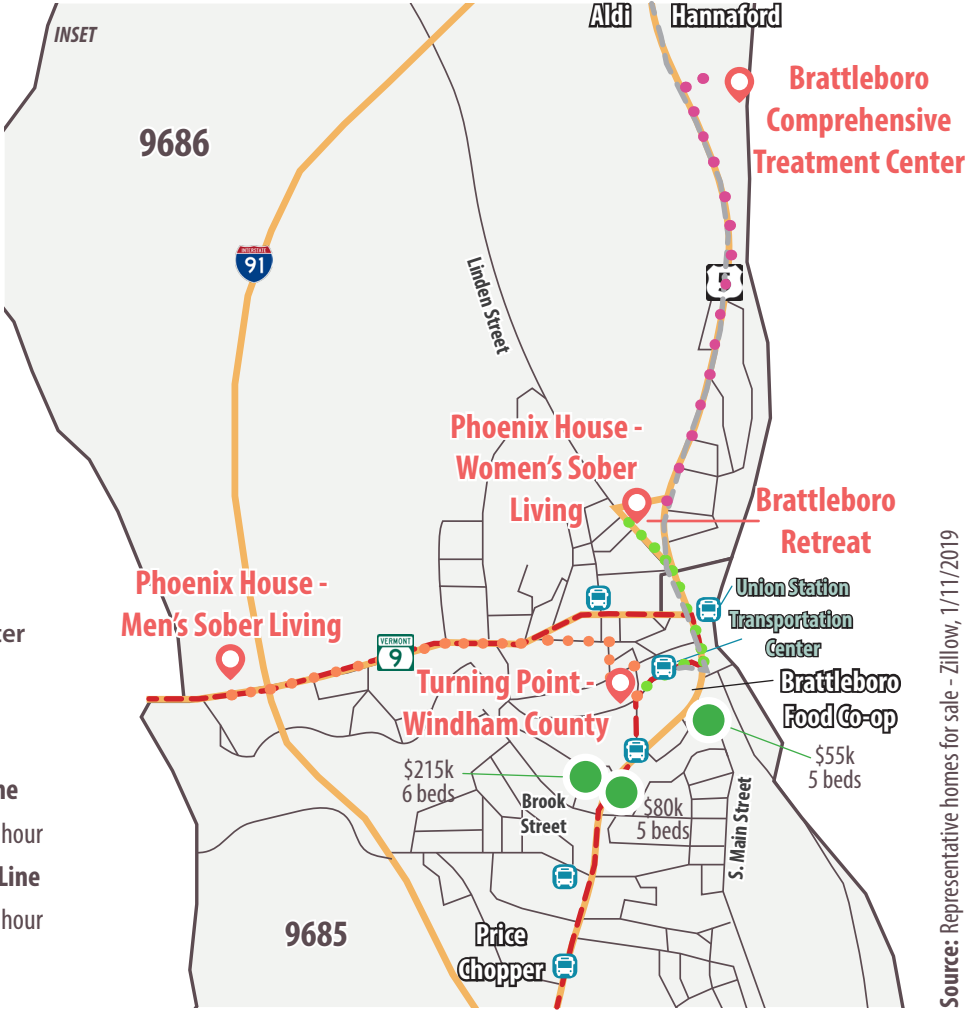 INSET
Aldi
Hannaford
Brattleboro
Comprehensive
Treatment Center
9686
INTERSTATE
91
Linden Street
5
Phoenix House -
Women's Sober
Living
Brattleboro
Retreat
Phoenix House -
Men's Sober Living
VERMONT
9
Union Station
Transportation
Center
Turning Point -
Windham County
Brattleboro
Food Co-op
$55k
5 beds
$215k
6 beds
Brook
Street
$80k
5 beds
S. Main Street
hour
Line
hour
9685
Price
Chopper
Source: Representative homes for sale - Zillow, 1/11/2019